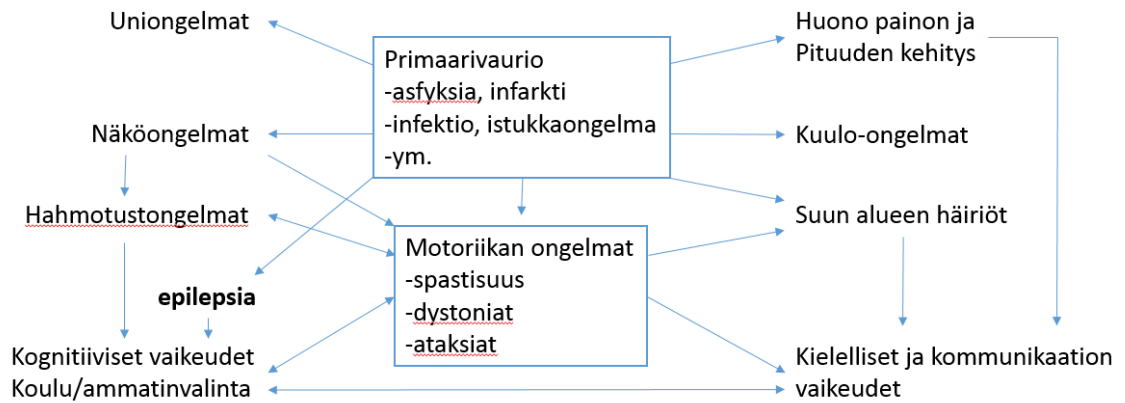 Uniongelmat
Primaarivaurio
-asfyksia, infarkti
-infektio, istukkaongelma
-ym.
Huono painon ja
Pituuden kehitys
Näköongelmat
Kuulo-ongelmat
Hahmotustongelmat
Motoriikan ongelmat
-spastisuus
-dystoniat
-ataksiat
Suun alueen häiriöt
epilepsia
Kognitiiviset vaikeudet
Koulu/ammatinvalinta
Kielelliset ja kommunikaation
vaikeudet